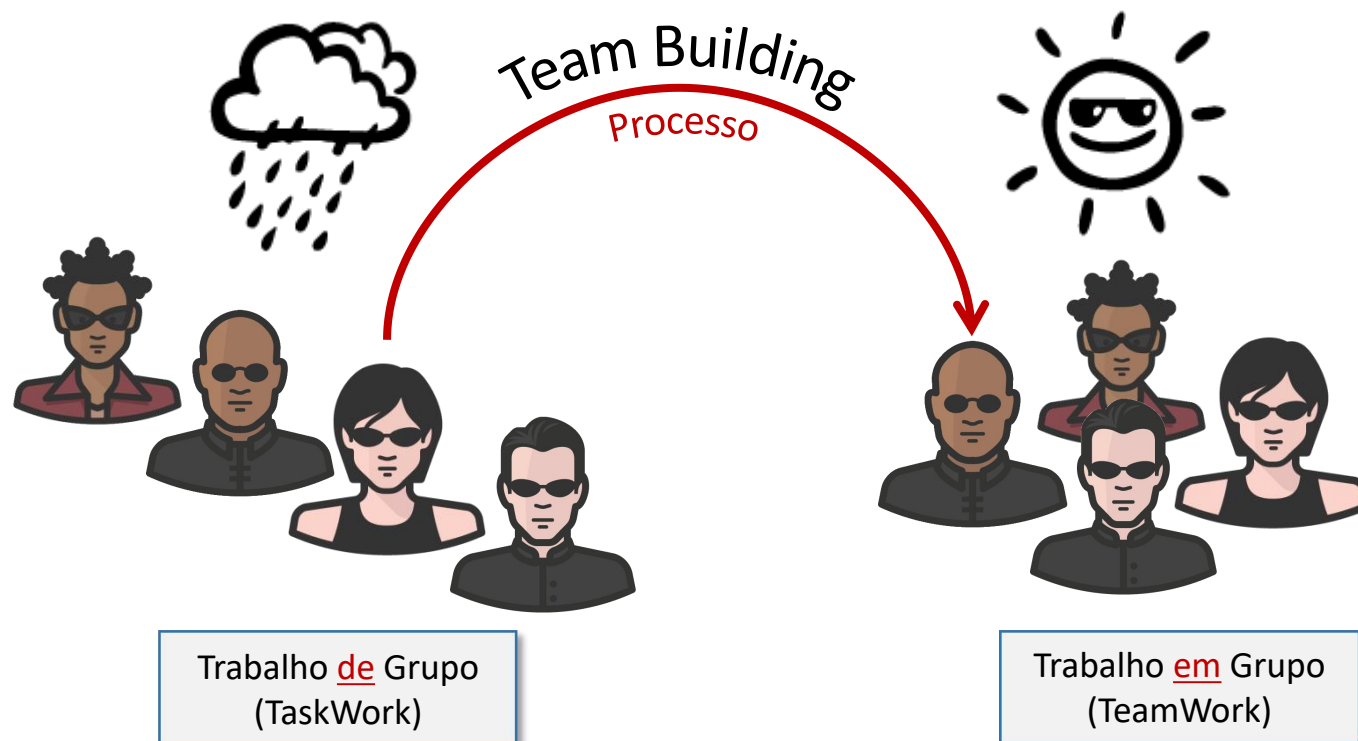 Team Building
Processo
Trabalho de Grupo
(TaskWork)
Trabalho em Grupo
(TeamWork)